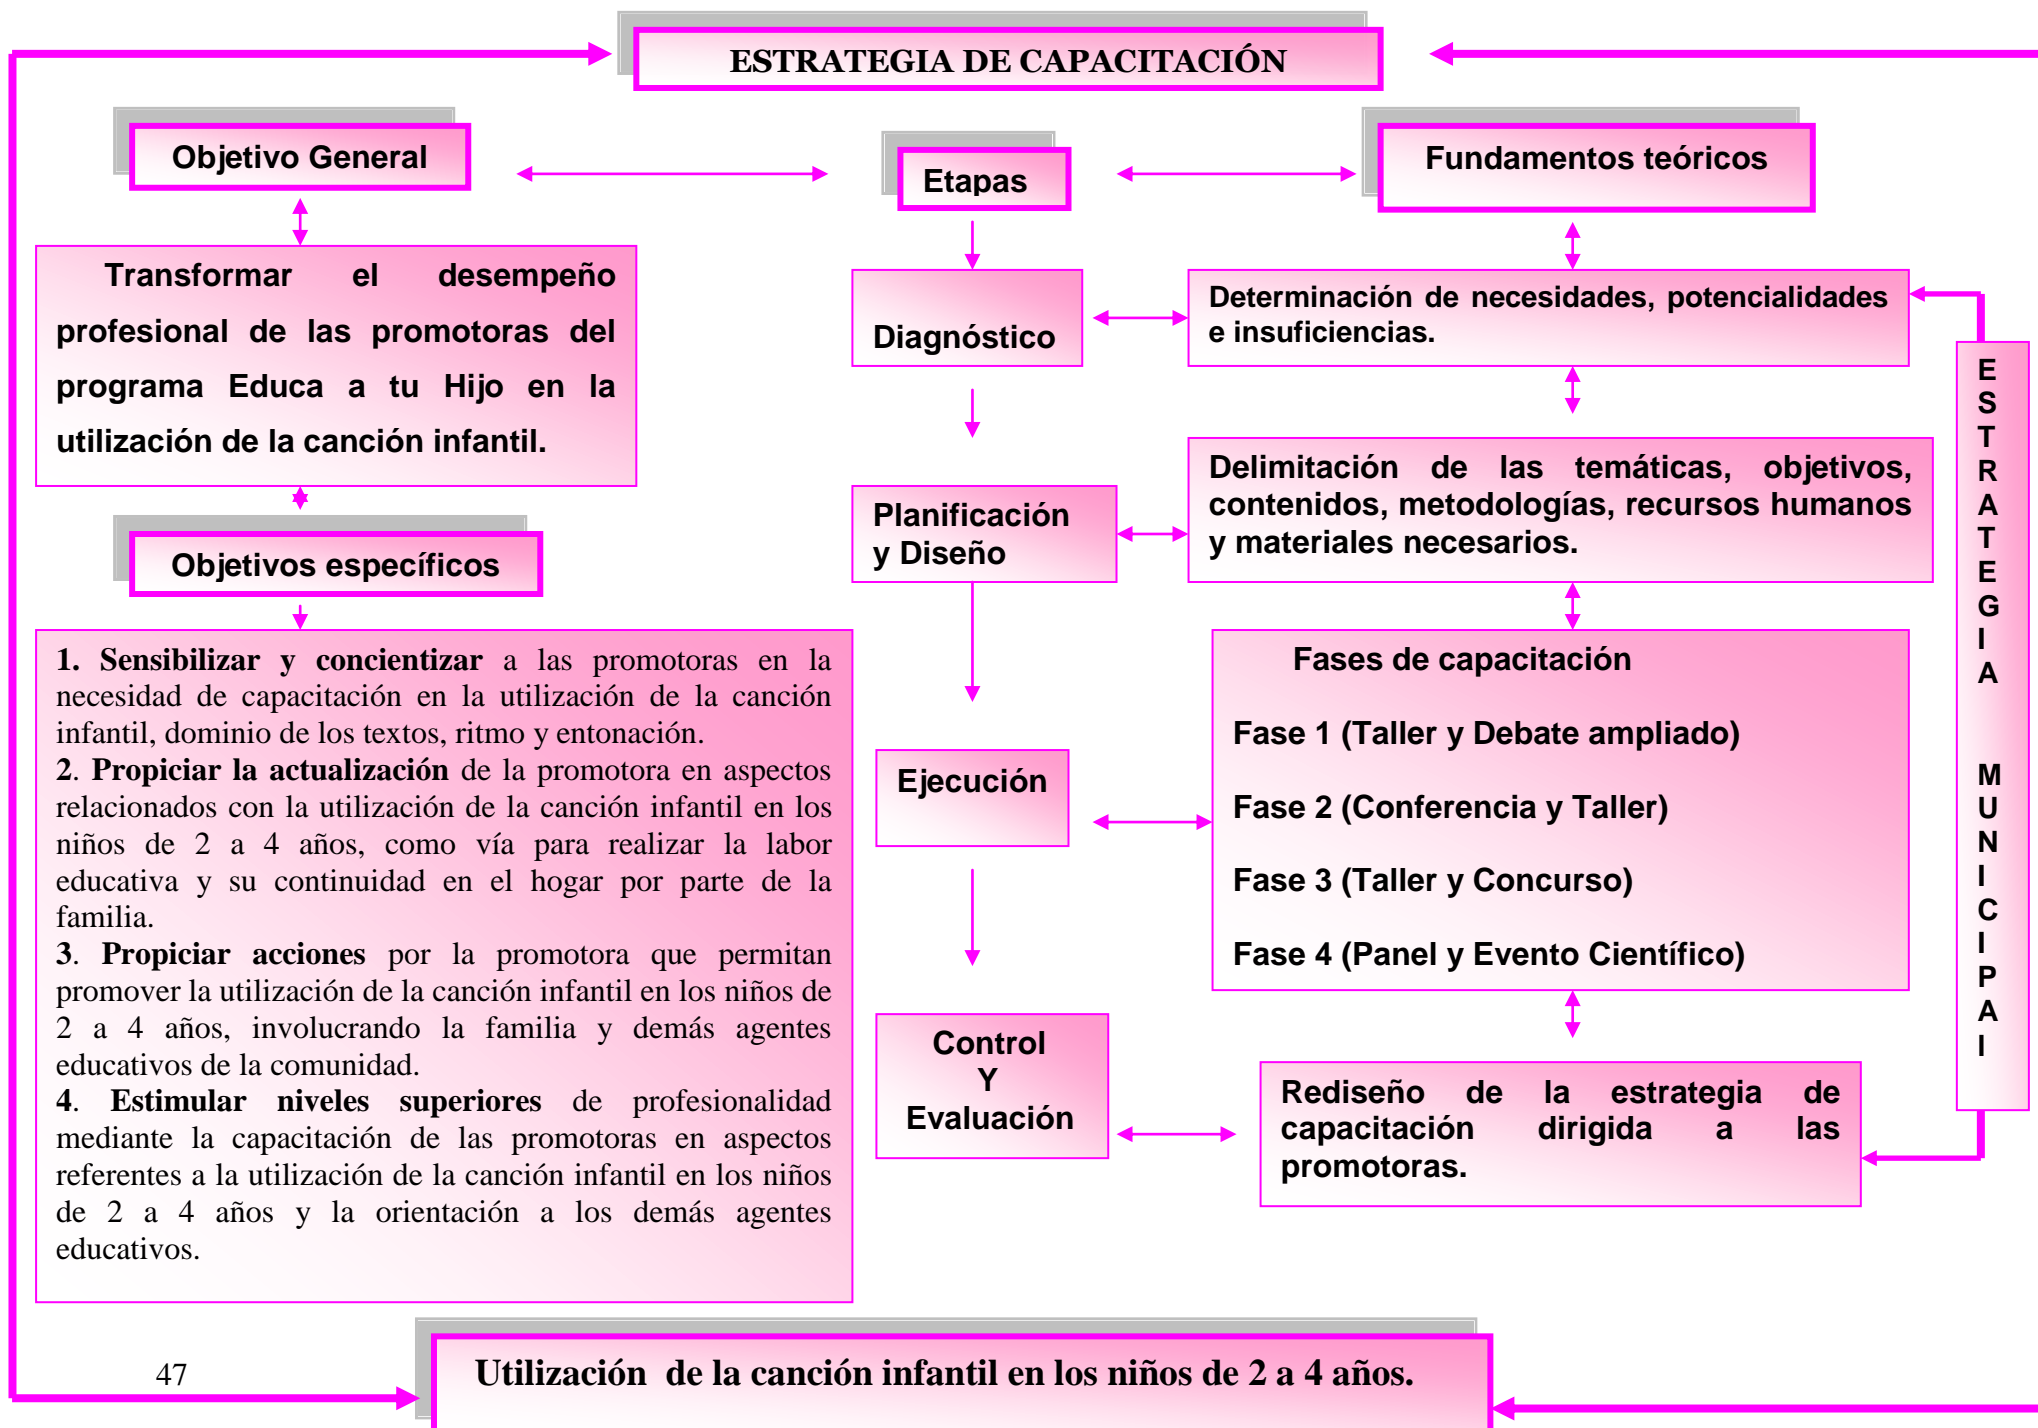 ESTRATEGIA DE CAPACITACIÓN
Objetivo General
Etapas
Fundamentos teóricos
Transformar el desempeño
profesional de las promotoras del
programa Educa a tu Hijo en la
utilización de la canción infantil.
Objetivos específicos
1. Sensibilizar y concientizar a las promotoras en la
necesidad de capacitación en la utilización de la canción
infantil, dominio de los textos, ritmo y entonación.
2. Propiciar la actualización de la promotora en aspectos
relacionados con la utilización de la canción infantil en los
niños de 2 a 4 años, como vía para realizar la labor
educativa y su continuidad en el hogar por parte de la
familia.
3. Propiciar acciones por la promotora que permitan
promover la utilización de la canción infantil en los niños de
2 a 4 años, involucrando la familia y demás agentes
educativos de la comunidad.
4. Estimular niveles superiores de profesionalidad
mediante la capacitación de las promotoras en aspectos
referentes a la utilización de la canción infantil en los niños
de 2 a 4 años y la orientación a los demás agentes
educativos.
Diagnóstico
Determinación de necesidades, potencialidades
e insuficiencias.
Planificación
y Diseño
Delimitación de las temáticas, objetivos,
contenidos, metodologías, recursos humanos
y materiales necesarios.
Ejecución
Fases de capacitación
Fase 1 (Taller y Debate ampliado)
Fase 2 (Conferencia y Taller)
Fase 3 (Taller y Concurso)
Fase 4 (Panel y Evento Científico)
Control
Y
Evaluación
Rediseño de la estrategia de
capacitación dirigida a las
promotoras.
E
S
T
R
A
T
E
G
I
A
M
U
N
I
C
I
P
A
l
47
Utilización de la canción infantil en los niños de 2 a 4 años.